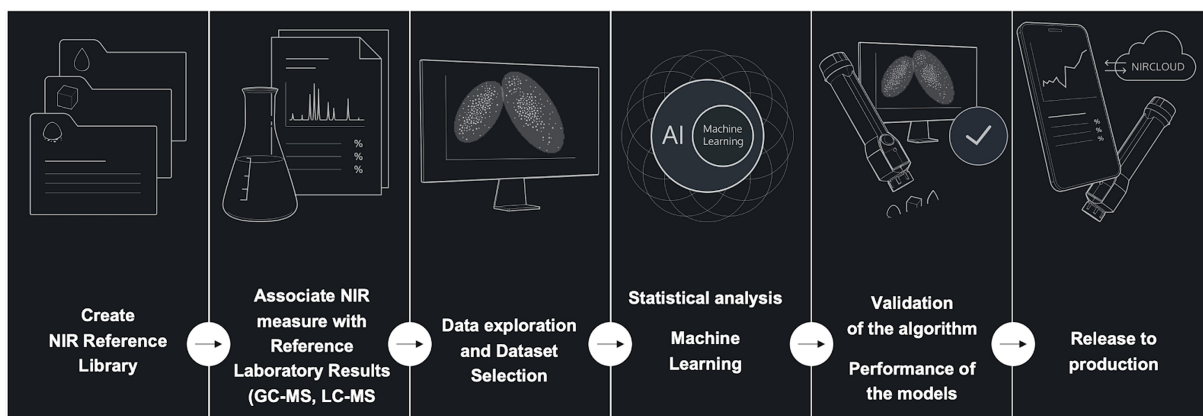 %
%
%
AI
Machine
Learning
%
%
%
NIRCLOUD
Create
NIR Reference
Library
Associate NIR
measure with
Reference
Laboratory Results
(GC-MS, LC-MS
Data exploration
and Dataset
Selection
Statistical analysis
Machine
Learning
Validation
of the algorithm
Performance of
the models
Release to
production